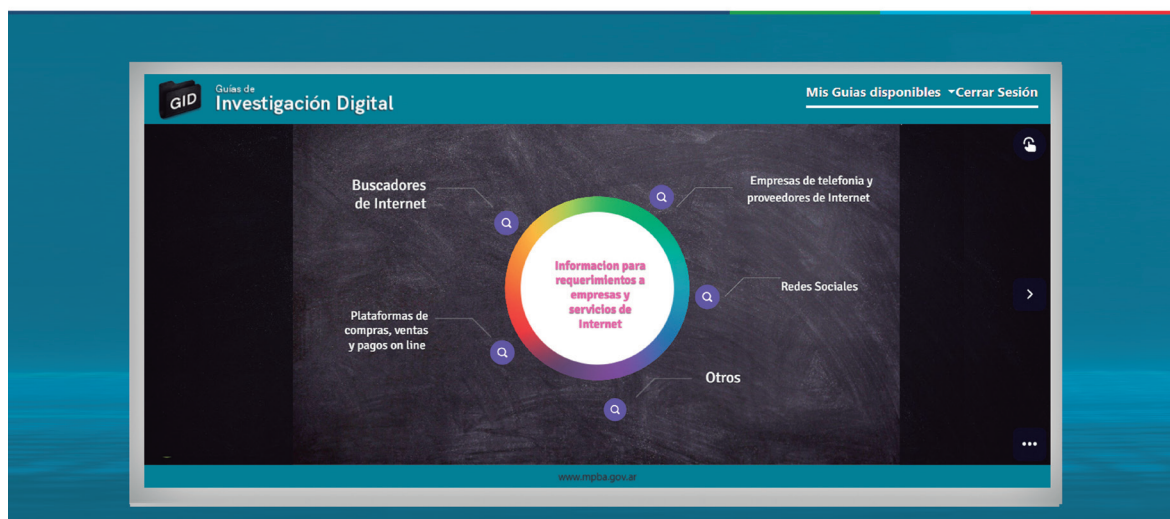 GID
Guías de
Investigación Digital
Mis Guias disponibles
Cerrar Sesión
Buscadores
de Internet
Empresas de telefonia y
proveedores de Internet
Informacion para
requerimientos a
empresas y
servicios de
Internet
Redes Sociales
Plataformas de
compras, ventas
y pagos on line
Otros
www.mpba.gov.ar